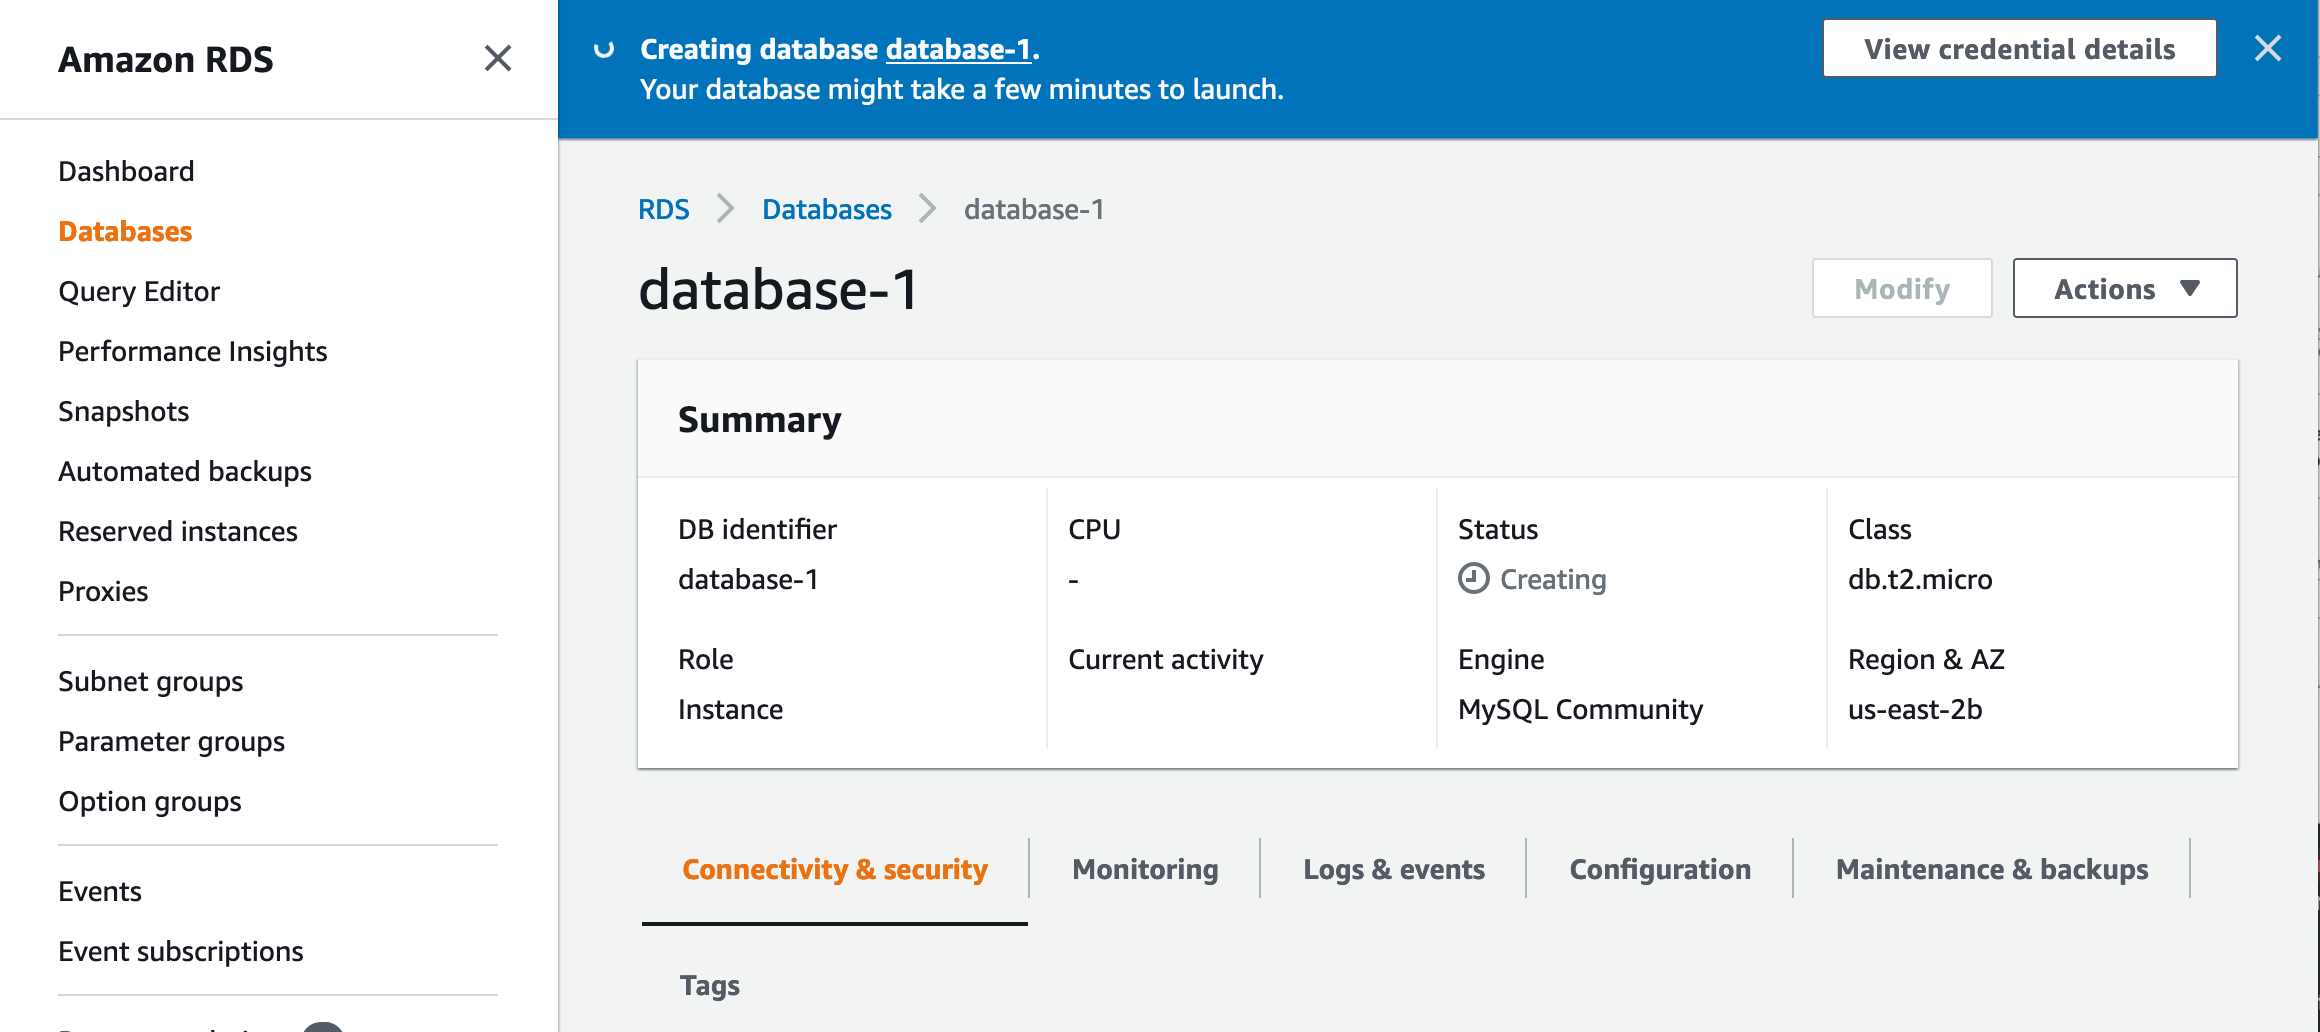 Amazon RDS
Dashboard
Databases
Query Editor
Performance Insights
Snapshots
Automated backups
Reserved instances
Proxies
Subnet groups
Parameter groups
Option groups
Events
Event subscriptions
Creating database database-1.
Your database might take a few minutes to launch.
View credential details
RDS
Databases
database-1
database-1
Modify
Actions
Summary
DB identifier
database-1
CPU
-
Status
Creating
Class
db.t2.micro
Role
Instance
Current activity
Engine
MySQL Community
Region & AZ
us-east-2b
Connectivity & security
Monitoring
Logs & events
Configuration
Maintenance & backups
Tags